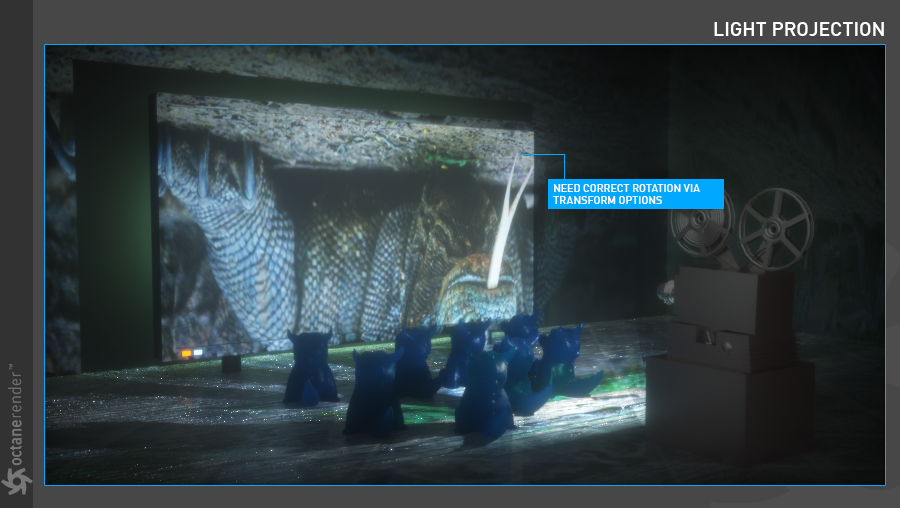 LIGHT PROJECTION
NEED CORRECT ROTATION VIA
TRANSFORM OPTIONS
octanerender™